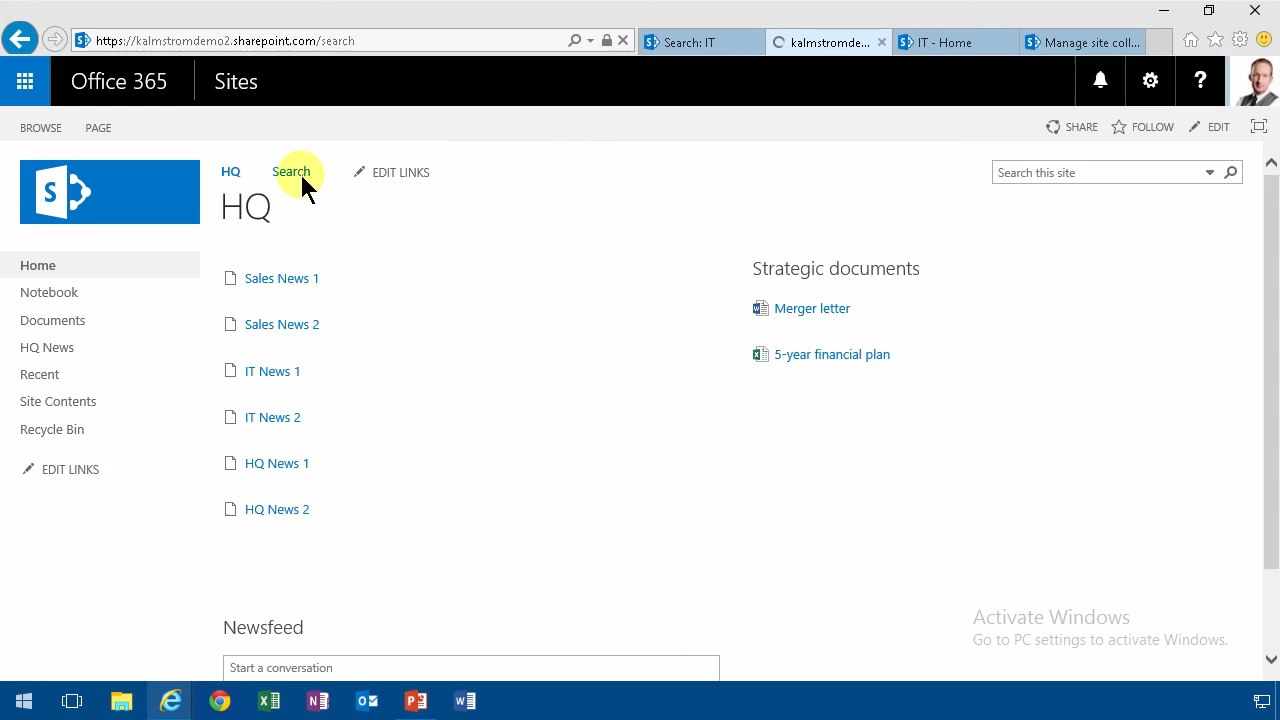 https://kalmstromdemo2.sharepoint.com/search
Search: IT
kalmstromde...
IT - Home
Manage site coll...
Office 365
Sites
?
BROWSE
PAGE
SHARE
FOLLOW
EDIT
S
HQ
Search
EDIT LINKS
Search this site
HQ
Home
Notebook
Documents
HQ News
Recent
Site Contents
Recycle Bin
EDIT LINKS
Sales News 1
Sales News 2
IT News 1
IT News 2
HQ News 1
HQ News 2
Strategic documents
Merger letter
5-year financial plan
Newsfeed
Start a conversation
Activate Windows
Go to PC settings to activate Windows.